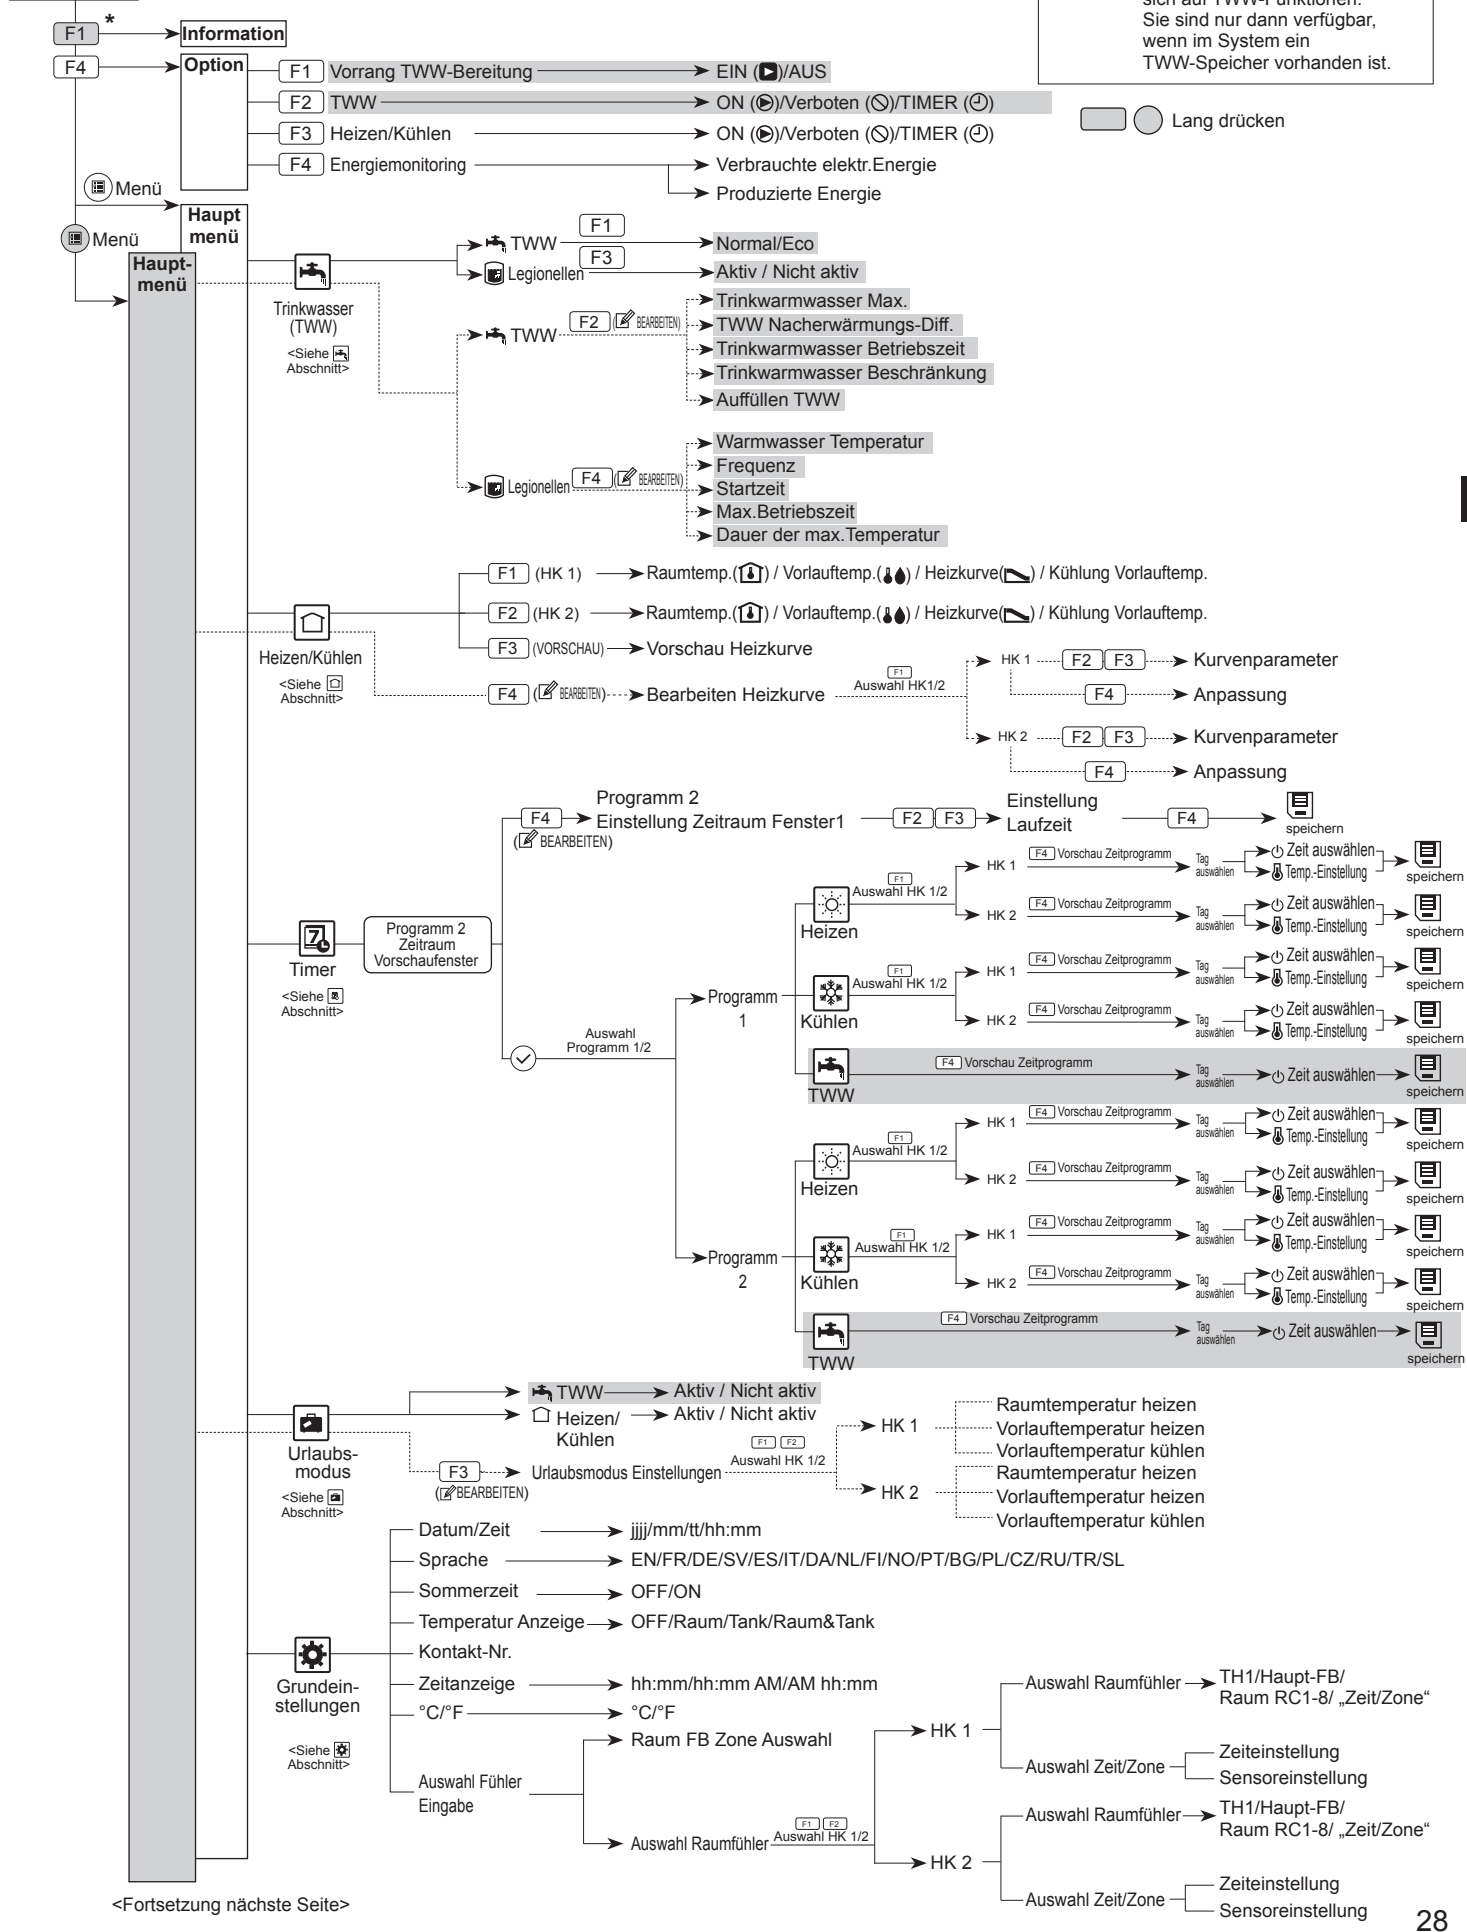 sich auf TWW-Funktionen.
Sie sind nur dann verfügbar,
wenn im System ein
TWW-Speicher vorhanden ist.
Lang drücken
F1 * Information
F4 Option
F1 Vorrang TWW-Bereitung EIN ()/AUS
F2 TWW ON ()/Verboten ()/TIMER ()
F3 Heizen/Kühlen ON ()/Verboten ()/TIMER ()
F4 Energiemonitoring Verbrauchte elektr.Energie
Produzierte Energie
Menü
Haupt
menü
Menü
Haupt-
menü
Trinkwasser
(TWW)
<Siehe
Abschnitt>
TWW F1 Normal/Eco
Legionellen F3 Aktiv / Nicht aktiv
TWW F2 (BEARBEITEN)
Trinkwarmwasser Max.
TWW Nacherwärmungs-Diff.
Trinkwarmwasser Betriebszeit
Trinkwarmwasser Beschränkung
Auffüllen TWW
Legionellen F4 (BEARBEITEN)
Warmwasser Temperatur
Frequenz
Startzeit
Max.Betriebszeit
Dauer der max.Temperatur
Heizen/Kühlen
<Siehe
Abschnitt>
F1 (HK 1) Raumtemp.() / Vorlauftemp.() / Heizkurve() / Kühlung Vorlauftemp.
F2 (HK 2) Raumtemp.() / Vorlauftemp.() / Heizkurve() / Kühlung Vorlauftemp.
F3 (VORSCHAU) Vorschau Heizkurve
F4 (BEARBEITEN) Bearbeiten Heizkurve
F1
Auswahl HK1/2
HK 1 F2 F3 Kurvenparameter
F4 Anpassung
HK 2 F2 F3 Kurvenparameter
F4 Anpassung
Timer
<Siehe
Abschnitt>
Programm 2
Zeitraum
Vorschaufenster
F4
(BEARBEITEN)
Programm 2
Einstellung Zeitraum Fenster1
F2 F3
Einstellung
Laufzeit
F4
speichern
Auswahl
Programm 1/2
Programm
1
Heizen
F1
Auswahl HK 1/2
HK 1 F4 Vorschau Zeitprogramm
Tag
auswählen
Zeit auswählen
Temp.-Einstellung
speichern
HK 2 F4 Vorschau Zeitprogramm
Tag
auswählen
Zeit auswählen
Temp.-Einstellung
speichern
Kühlen
F1
Auswahl HK 1/2
HK 1 F4 Vorschau Zeitprogramm
Tag
auswählen
Zeit auswählen
Temp.-Einstellung
speichern
HK 2 F4 Vorschau Zeitprogramm
Tag
auswählen
Zeit auswählen
Temp.-Einstellung
speichern
TWW
F4 Vorschau Zeitprogramm
Tag
auswählen
Zeit auswählen
speichern
Programm
2
Heizen
F1
Auswahl HK 1/2
HK 1 F4 Vorschau Zeitprogramm
Tag
auswählen
Zeit auswählen
Temp.-Einstellung
speichern
HK 2 F4 Vorschau Zeitprogramm
Tag
auswählen
Zeit auswählen
Temp.-Einstellung
speichern
Kühlen
F1
Auswahl HK 1/2
HK 1 F4 Vorschau Zeitprogramm
Tag
auswählen
Zeit auswählen
Temp.-Einstellung
speichern
HK 2 F4 Vorschau Zeitprogramm
Tag
auswählen
Zeit auswählen
Temp.-Einstellung
speichern
TWW
F4 Vorschau Zeitprogramm
Tag
auswählen
Zeit auswählen
speichern
Urlaubs-
modus
<Siehe
Abschnitt>
TWW Aktiv / Nicht aktiv
Heizen/
Kühlen
Aktiv / Nicht aktiv
F3
(BEARBEITEN)
Urlaubsmodus Einstellungen
F1 F2
Auswahl HK 1/2
HK 1
Raumtemperatur heizen
Vorlauftemperatur heizen
Vorlauftemperatur kühlen
HK 2
Raumtemperatur heizen
Vorlauftemperatur heizen
Vorlauftemperatur kühlen
Grundein-
stellungen
<Siehe
Abschnitt>
Datum/Zeit jjjj/mm/tt/hh:mm
Sprache EN/FR/DE/SV/ES/IT/DA/NL/FI/NO/PT/BG/PL/CZ/RU/TR/SL
Sommerzeit OFF/ON
Temperatur Anzeige OFF/Raum/Tank/Raum&Tank
Kontakt-Nr.
Zeitanzeige hh:mm/hh:mm AM/AM hh:mm
°C/°F °C/°F
Auswahl Fühler
Eingabe
Raum FB Zone Auswahl
Auswahl Raumfühler
F1 F2
Auswahl HK 1/2
HK 1
Auswahl Raumfühler
TH1/Haupt-FB/
Raum RC1-8/ „Zeit/Zone“
Auswahl Zeit/Zone
Zeiteinstellung
Sensoreinstellung
HK 2
Auswahl Raumfühler
TH1/Haupt-FB/
Raum RC1-8/ „Zeit/Zone“
Auswahl Zeit/Zone
Zeiteinstellung
Sensoreinstellung
<Fortsetzung nächste Seite>
28